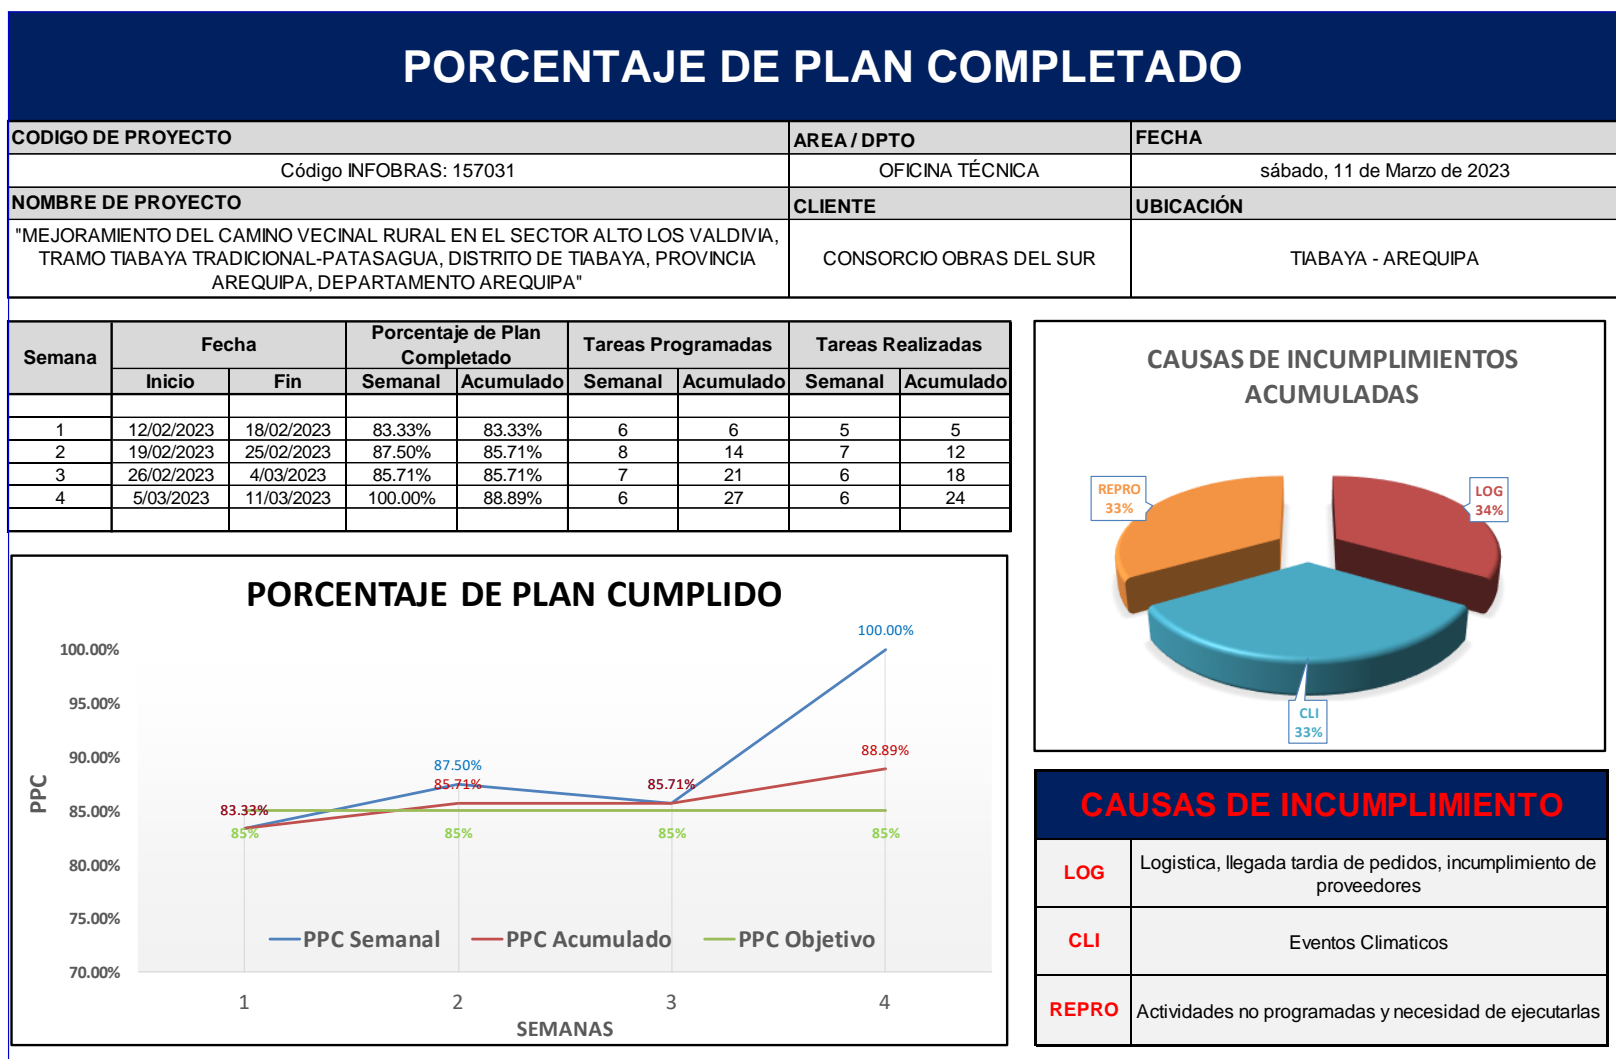 PORCENTAJE DE PLAN COMPLETADO
CODIGO DE PROYECTO
AREA / DPTO
FECHA
Código INFOBRAS: 157031
OFICINA TÉCNICA
sábado, 11 de Marzo de 2023
NOMBRE DE PROYECTO
CLIENTE
UBICACIÓN
"MEJORAMIENTO DEL CAMINO VECINAL RURAL EN EL SECTOR ALTO LOS VALDIVIA,
TRAMO TIABAYA TRADICIONAL-PATASAGUA, DISTRITO DE TIABAYA, PROVINCIA
AREQUIPA, DEPARTAMENTO AREQUIPA"
CONSORCIO OBRAS DEL SUR
TIABAYA - AREQUIPA
Semana
Fecha
Porcentaje de Plan
Completado
Tareas Programadas
Tareas Realizadas
Inicio Fin Semanal Acumulado Semanal Acumulado Semanal Acumulado
1 12/02/2023 18/02/2023 83.33% 83.33% 6 6 5 5
2 19/02/2023 25/02/2023 87.50% 85.71% 8 14 7 12
3 26/02/2023 4/03/2023 85.71% 85.71% 7 21 6 18
4 5/03/2023 11/03/2023 100.00% 88.89% 6 27 6 24
CAUSAS DE INCUMPLIMIENTOS
ACUMULADAS
REPRO
33%
LOG
34%
CLI
33%
PORCENTAJE DE PLAN CUMPLIDO
PPC
100.00%
95.00%
90.00%
85.00%
80.00%
75.00%
70.00%
100.00%
88.89%
87.50%
85.71%
85.71%
83.33%
85%
85%
85%
85%
PPC Semanal
PPC Acumulado
PPC Objetivo
1
2
3
4
SEMANAS
CAUSAS DE INCUMPLIMIENTO
LOG
Logistica, llegada tardia de pedidos, incumplimiento de
proveedores
CLI
Eventos Climaticos
REPRO
Actividades no programadas y necesidad de ejecutarlas